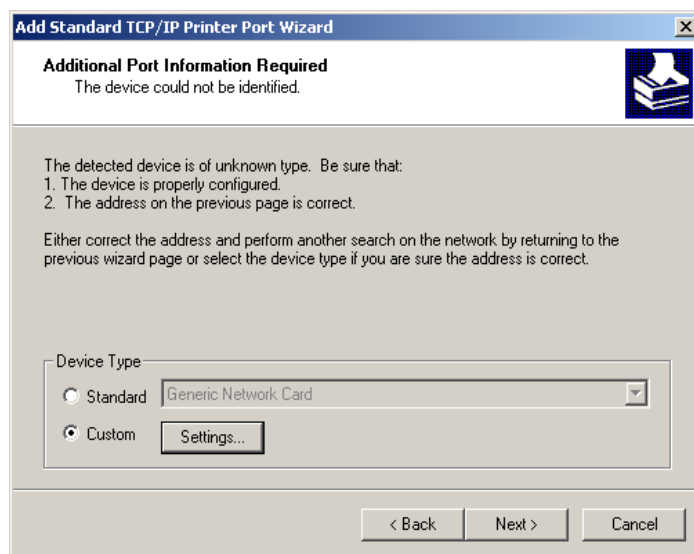 Add Standard TCP/IP Printer Port Wizard
Additional Port Information Required
The device could not be identified.
The detected device is of unknown type. Be sure that:
1. The device is properly configured.
2. The address on the previous page is correct.
Either correct the address and perform another search on the network by returning to the
previous wizard page or select the device type if you are sure the address is correct.
Device Type
Standard Generic Network Card
Custom Settings...
< Back Next > Cancel